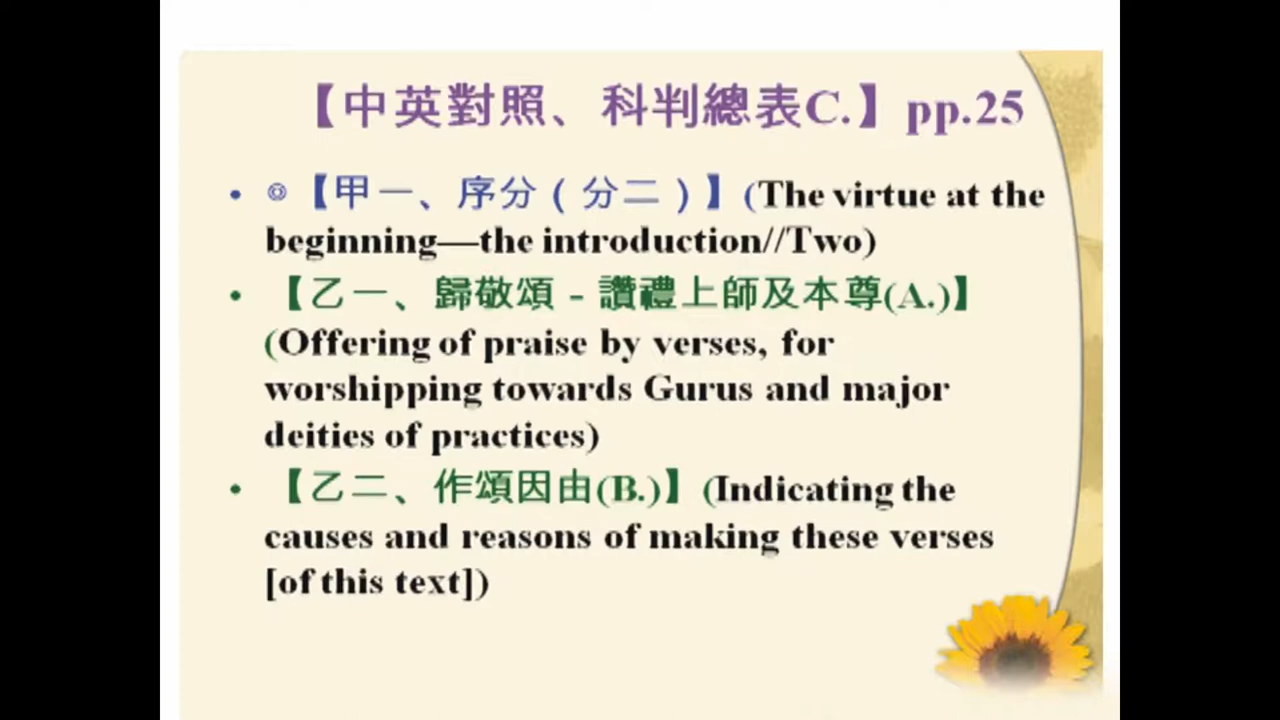 【中英對照、科判總表C.】pp.25
• ◎【甲一、序分（分二）】(The virtue at the
beginning—the introduction//Two)
• 【乙一、歸敬頌－讚禮上師及本尊(A.)】
(Offering of praise by verses, for
worshipping towards Gurus and major
deities of practices)
• 【乙二、作頌因由(B.)】(Indicating the
causes and reasons of making these verses
[of this text])